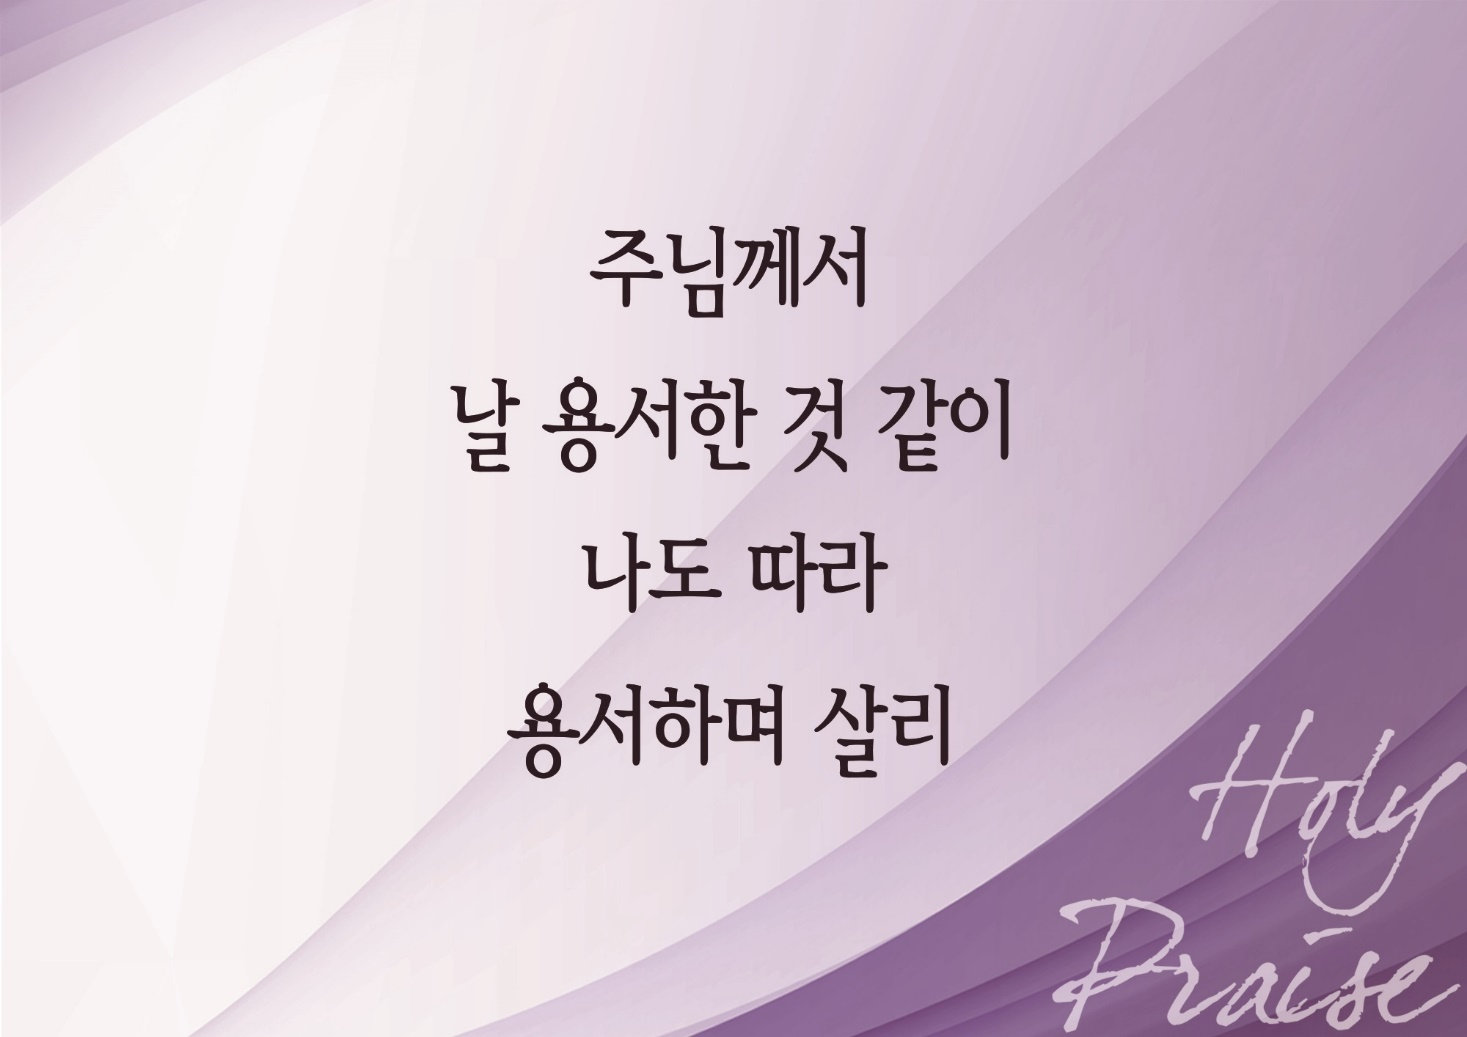 주님께서
날 용서한 것 같이
나도 따라
용서하며 살리
Holy
Praise